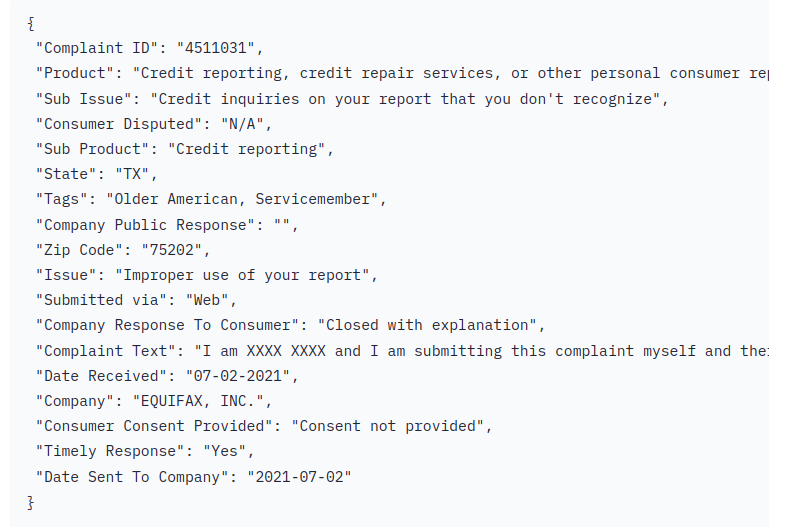 {
"Complaint ID": "4511031",
"Product": "Credit reporting, credit repair services, or other personal consumer
"Sub Issue": "Credit inquiries on your report that you don't recognize",
"Consumer Disputed": "N/A",
"Sub Product": "Credit reporting",
"State": "TX",
"Tags": "Older American, Servicemember",
"Company Public Response": "",
"Zip Code": "75202",
"Issue": "Improper use of your report",
"Submitted via": "Web",
"Company Response To Consumer": "Closed with explanation",
"Complaint Text": "I am XXXX XXXX and I am submitting this complaint myself and
"Date Received": "07-02-2021",
"Company": "EQUIFAX, INC.",
"Consumer Consent Provided": "Consent not provided",
"Timely Response": "Yes",
"Date Sent To Company": "2021-07-02"
}